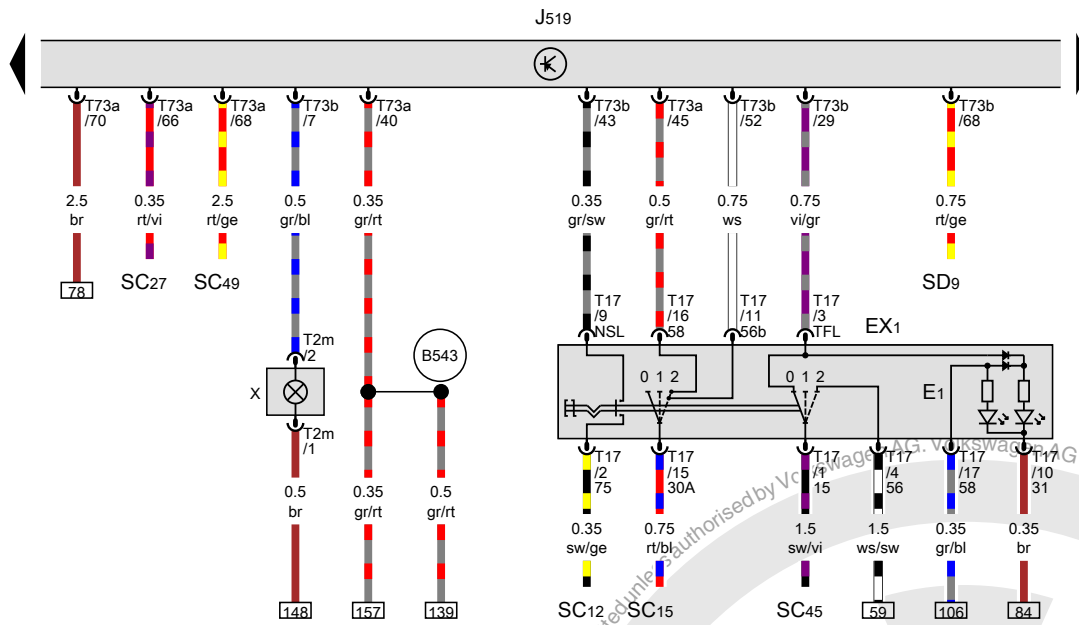 J519
T73a T73a T73a T73b T73a T73b T73a T73b T73b T73b
/70 /66 /68 /7 /40 /43 /45 /52 /29 /68
2.5 0.35 2.5 0.5 0.35 0.35 0.5 0.75 0.75 0.75
br rt/vi rt/ge gr/bl gr/rt gr/sw gr/rt ws vi/gr rt/ge
78 SC27 SC49 SD9
T17 T17 T17 T17
/9 /16 /11 /3
NSL 58 56b TFL EX1
T2m
/2
B543
X
0 1 2 0 1 2
E1
T2m
/1
T17 T17 T17 T17 T17 T17
/2 /15 /1 /4 /17 /10
75 30A 15 56 58 31
0.5 0.35 0.5
br gr/rt gr/rt
0.35 0.75 1.5 1.5 0.35 0.35
sw/ge rt/bl sw/vi ws/sw gr/bl br
148 157 139 SC12 SC15 SC45 59 106 84
authorised by Volkswagen AG. Volkswagen AG